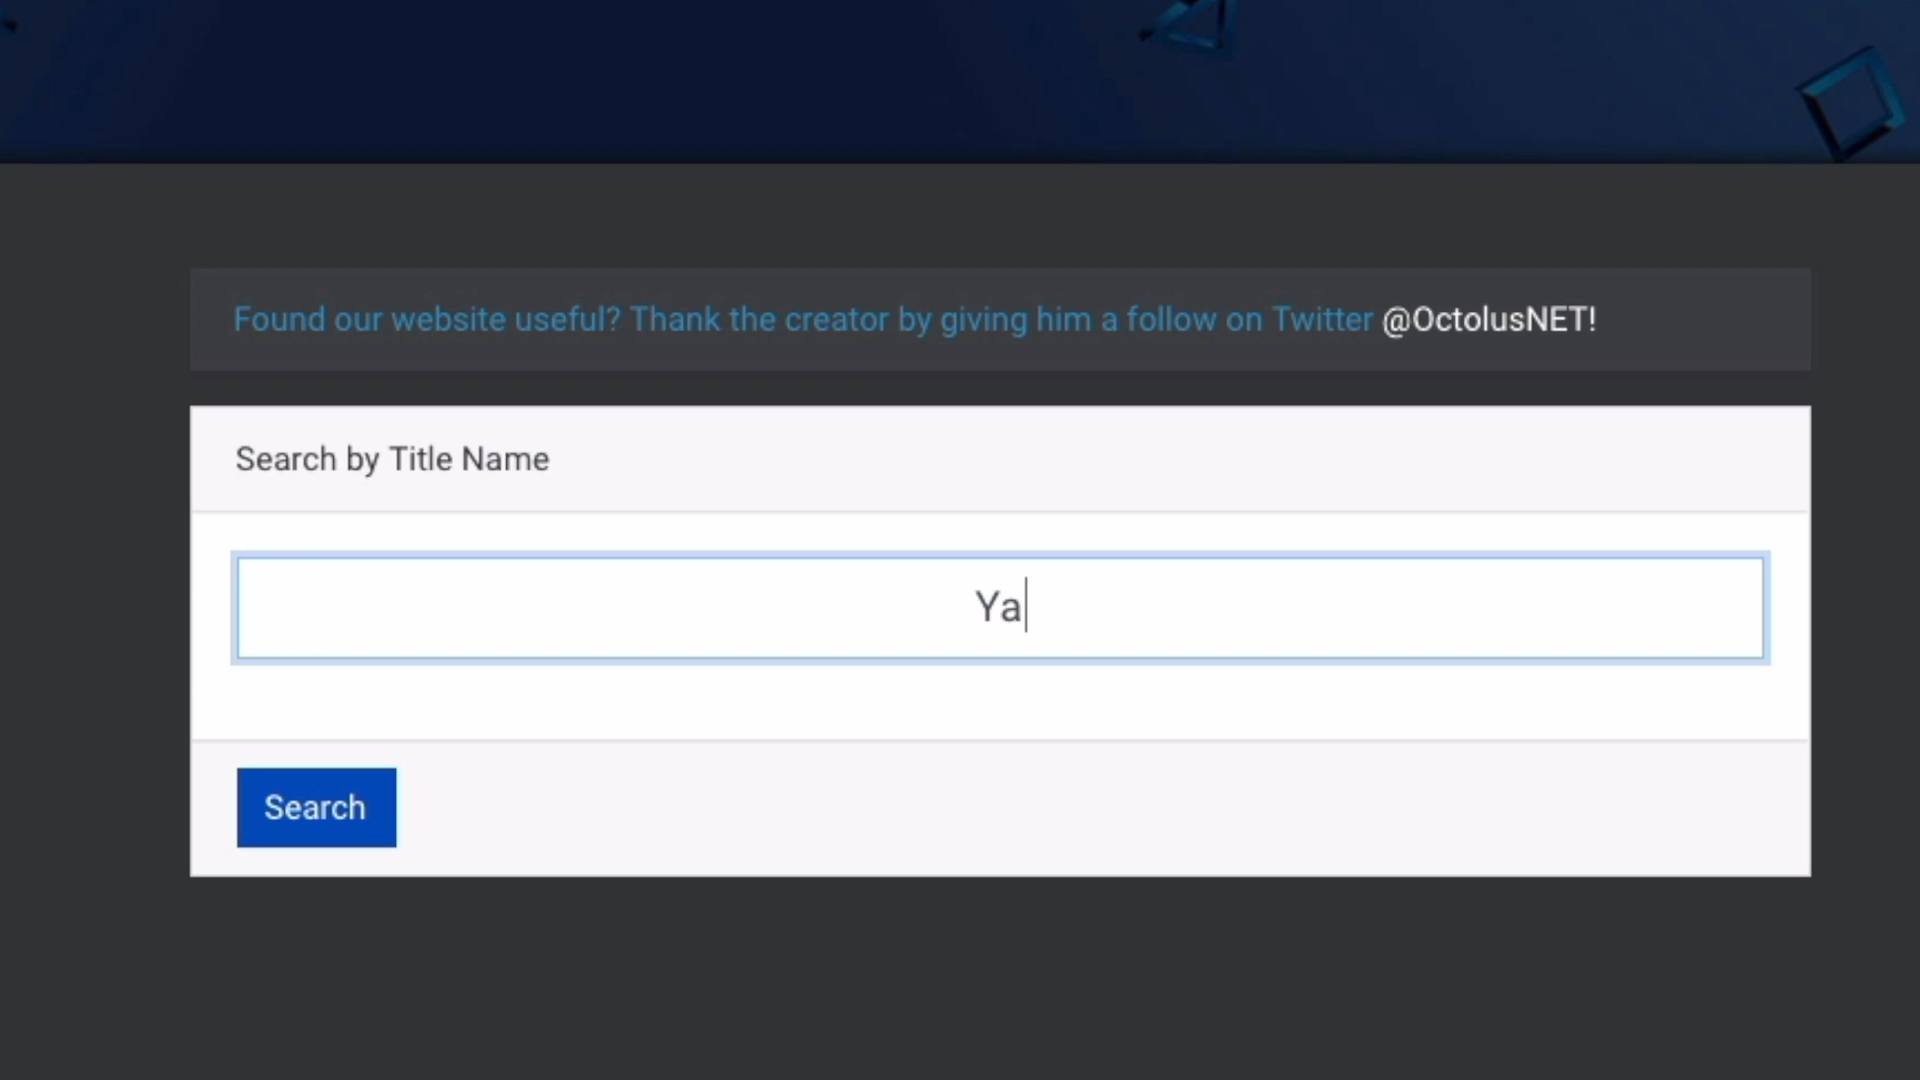 Found our website useful? Thank the creator by giving him a follow on Twitter @OctolusNET!
Search by Title Name
Ya
Search